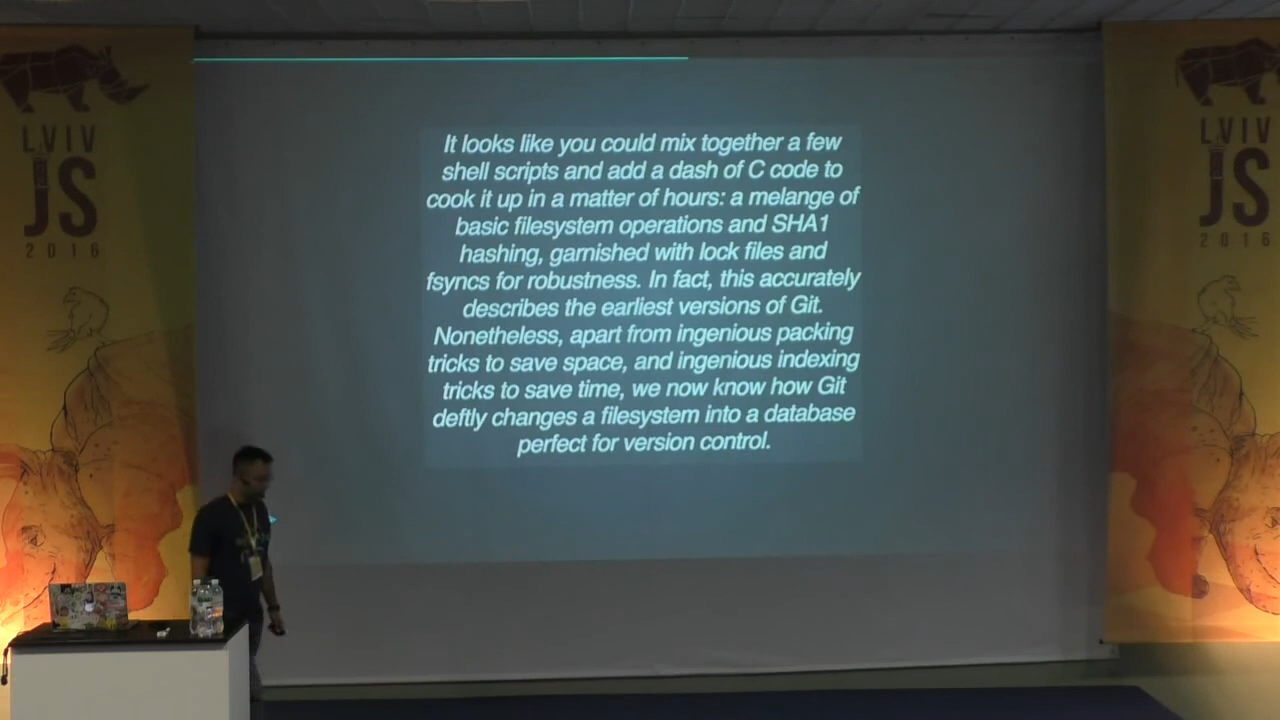 LVIV
JS
2016
It looks like you could mix together a few
shell scripts and add a dash of C code to
cook it up in a matter of hours: a melange of
basic filesystem operations and SHA1
hashing, garnished with lock files and
fsyncs for robustness. In fact, this accurately
describes the earliest versions of Git.
Nonetheless, apart from ingenious packing
tricks to save space, and ingenious indexing
tricks to save time, we now know how Git
deftly changes a filesystem into a database
perfect for version control.
LVIV
JS
2016